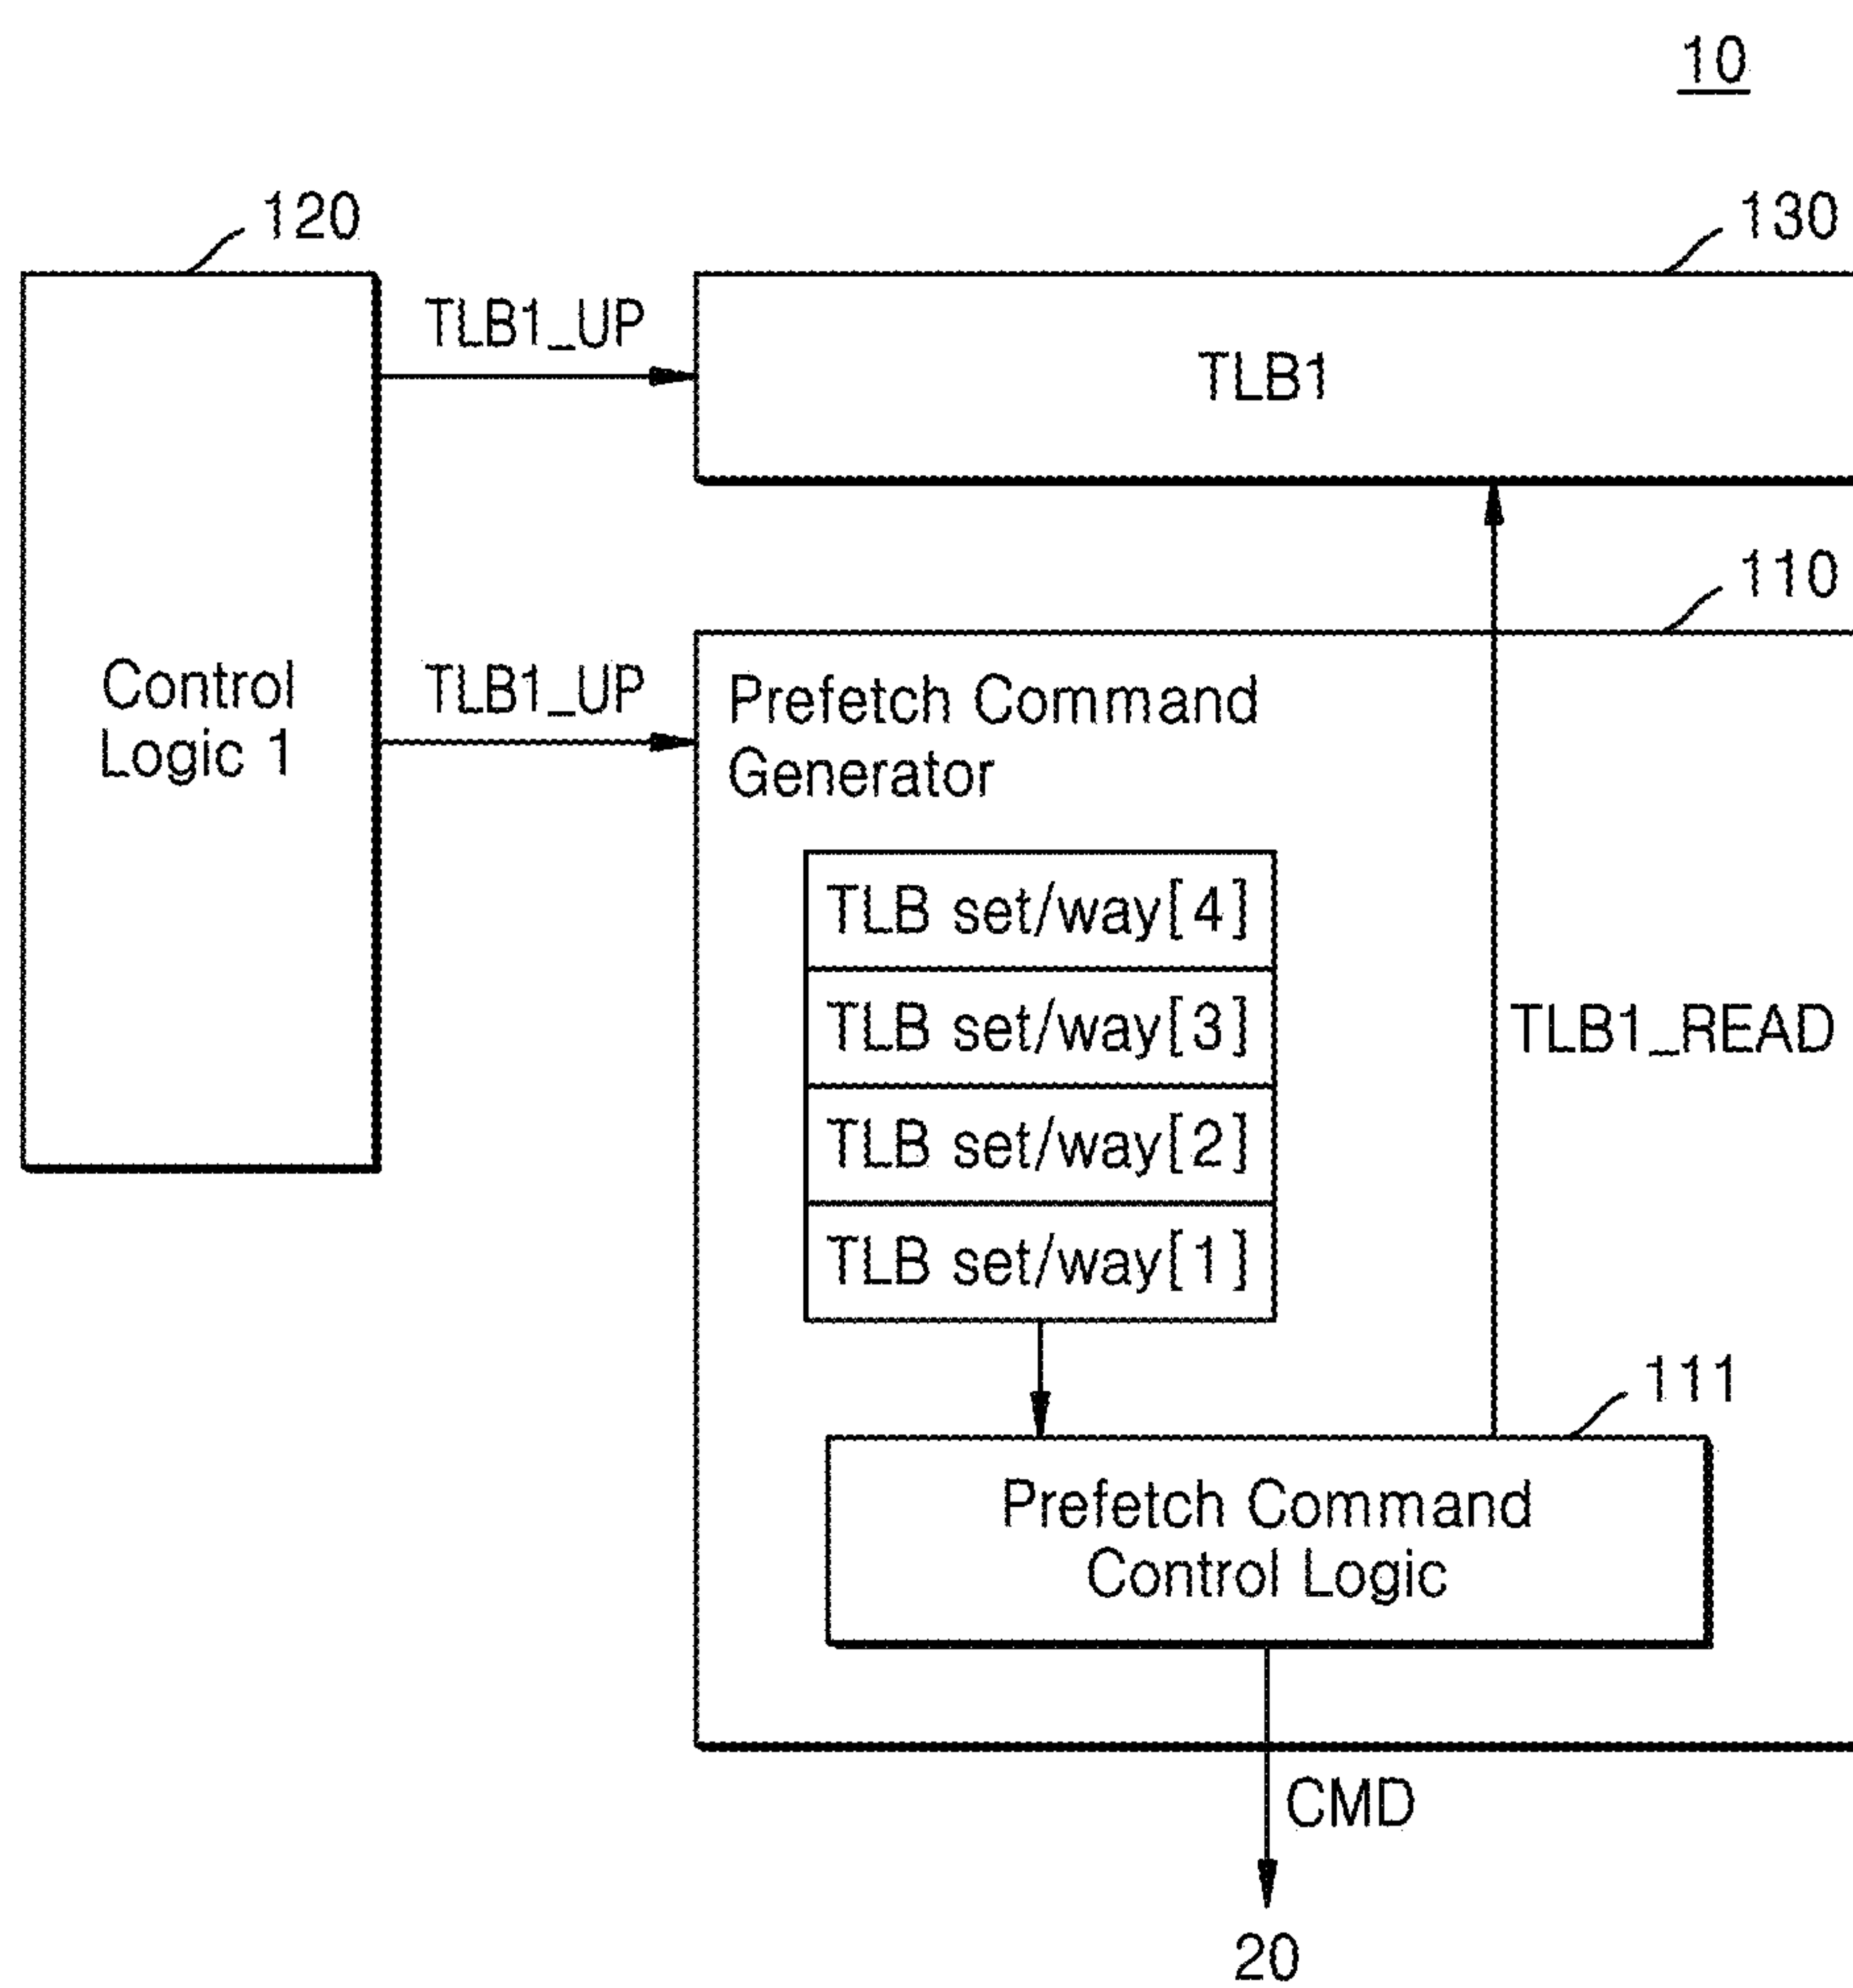 10
120
130
TLB1_UP
TLB1
110
TLB1_UP
Control
Logic 1
Prefetch Command
Generator
TLB set/way[4]
TLB set/way[3]
TLB1_READ
TLB set/way[2]
TLB set/way[1]
111
Prefetch Command
Control Logic
CMD
20